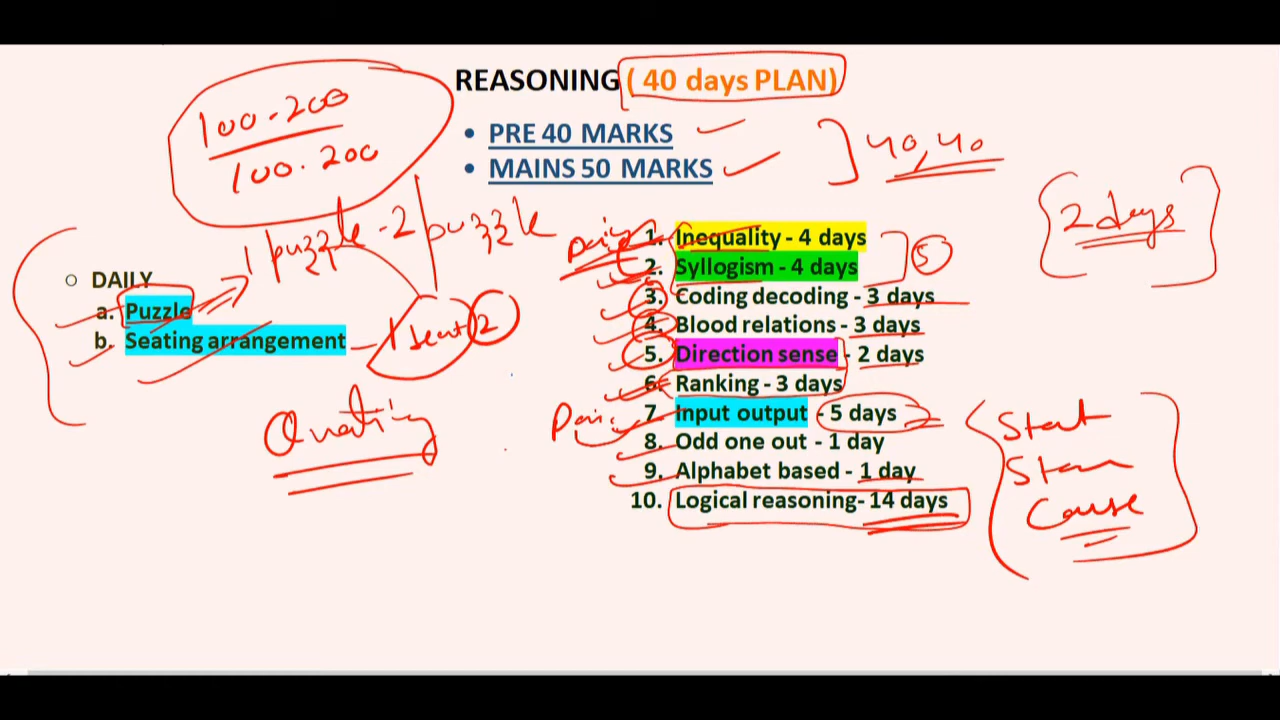 REASONING ( 40 days PLAN)
• PRE 40 MARKS
• MAINS 50 MARKS
40, 40
100 - 200
100 - 200
1 puzzle - 2 puzzle
2 days
○ DAILY
a. Puzzle
b. Seating arrangement
1 seat 2
1. Inequality - 4 days
2. Syllogism - 4 days
5
3. Coding decoding - 3 days
4. Blood relations - 3 days
5. Direction sense - 2 days
6. Ranking - 3 days
7. Input output - 5 days
8. Odd one out - 1 day
9. Alphabet based - 1 day
10. Logical reasoning- 14 days
Stat
Cause